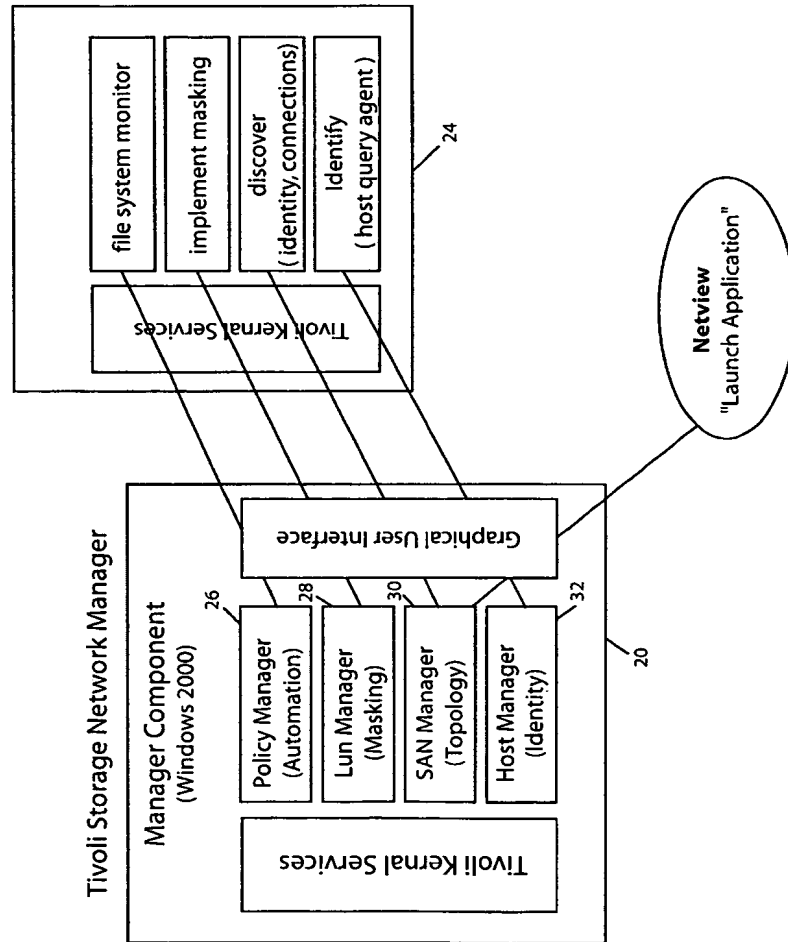 Tivoli Storage Network Manager
Manager Component
(Windows 2000)
Tivoli Kernal Services
Policy Manager
(Automation)
26
Lun Manager
(Masking)
28
SAN Manager
(Topology)
30
Host Manager
(Identity)
32
Graphical User Interface
20
Tivoli Kernal Services
file system monitor
implement masking
discover
( identity, connections)
Identify
( host query agent )
24
Netview
"Launch Application"